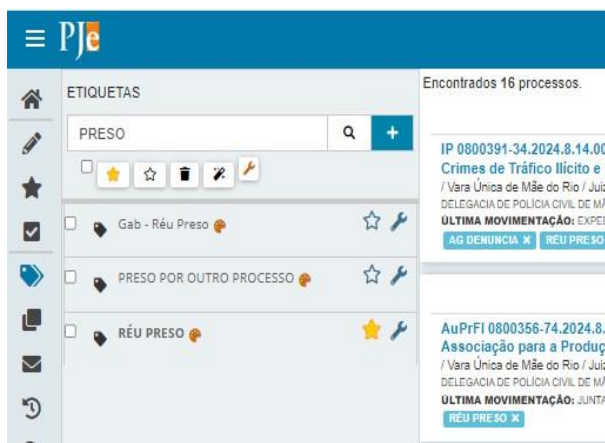 PJe
ETIQUETAS
PRESO
Gab - Réu Preso
PRESO POR OUTRO PROCESSO
RÉU PRESO
Encontrados 16 processos.
IP 0800391-34.2024.8.14.00
Crimes de Tráfico Ilícito e
/ Vara Única de Mãe do Rio / Juiz
DELEGACIA DE POLÍCIA CIVIL DE MÃ
ÚLTIMA MOVIMENTAÇÃO: EXPE
AG DENUNCIA RÉU PRESO
AuPrFl 0800356-74.2024.8.
Associação para a Produç
/ Vara Única de Mãe do Rio / Juiz
DELEGACIA DE POLÍCIA CIVIL DE MÃ
ÚLTIMA MOVIMENTAÇÃO: JUNTA
RÉU PRESO